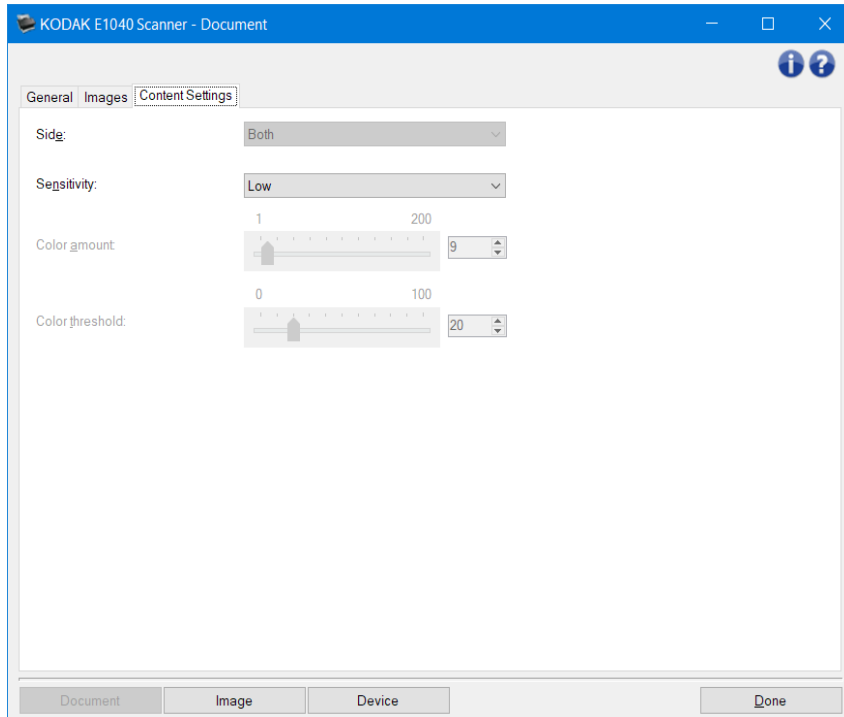 KODAK E1040 Scanner - Document
General Images Content Settings
Side: Both
Sensitivity: Low
1 200
Color amount: 9
0 100
Color threshold: 20
Document Image Device Done